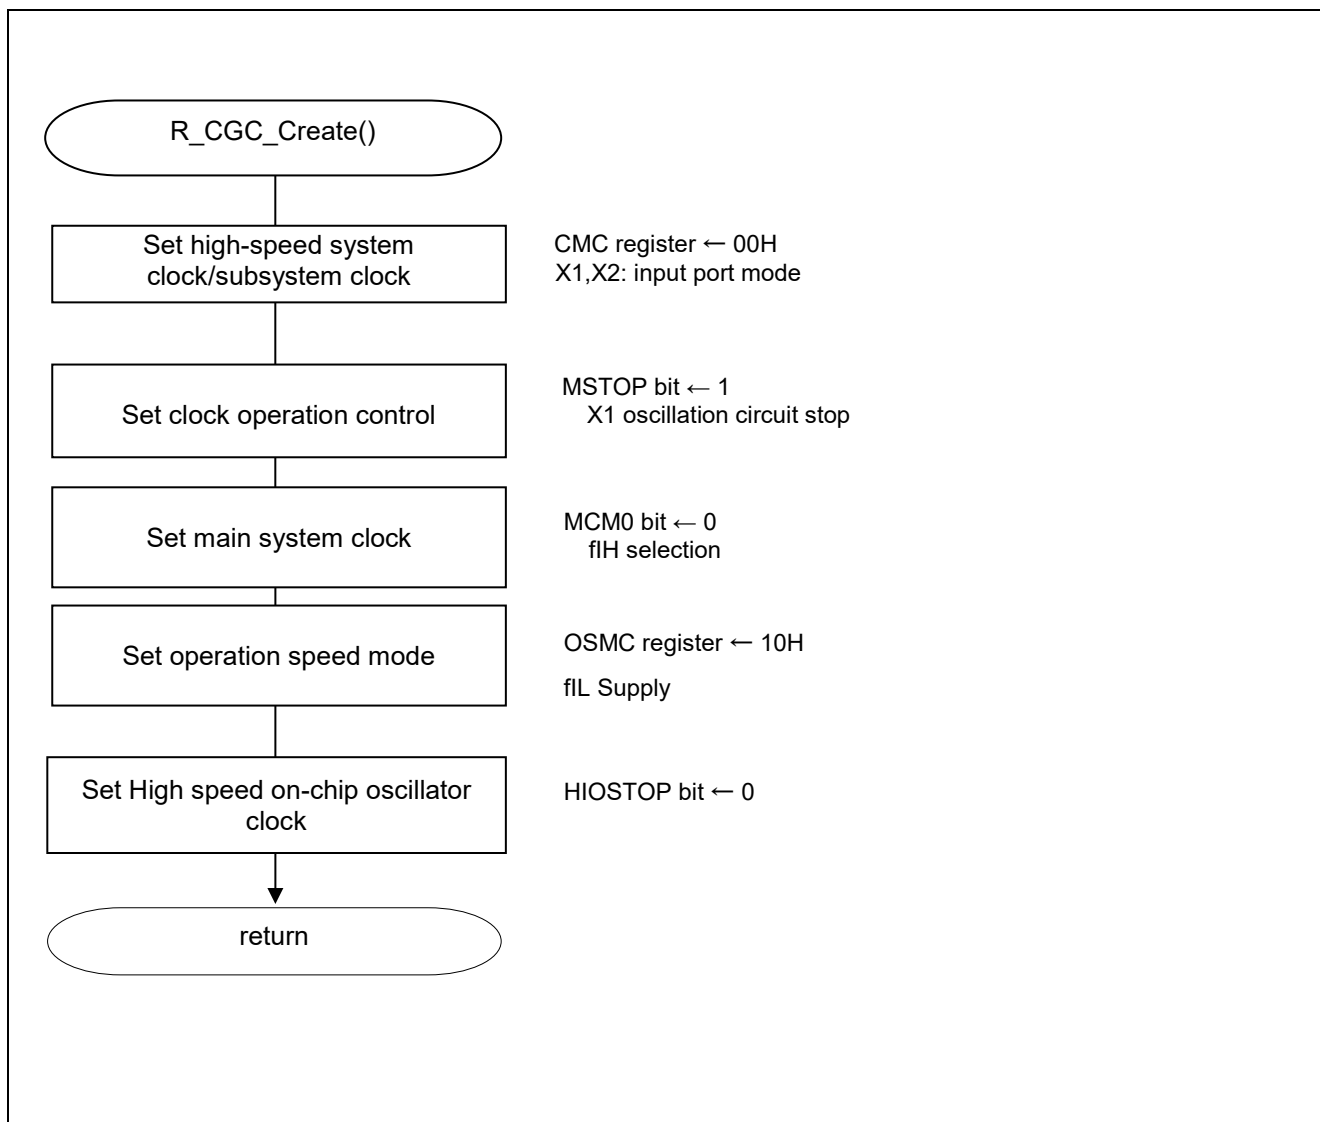 R_CGC_Create()
Set high-speed system
clock/subsystem clock
CMC register ← 00H
X1,X2: input port mode
Set clock operation control
MSTOP bit ← 1
X1 oscillation circuit stop
Set main system clock
MCM0 bit ← 0
fIH selection
Set operation speed mode
OSMC register ← 10H
fIL Supply
Set High speed on-chip oscillator
clock
HIOSTOP bit ← 0
return